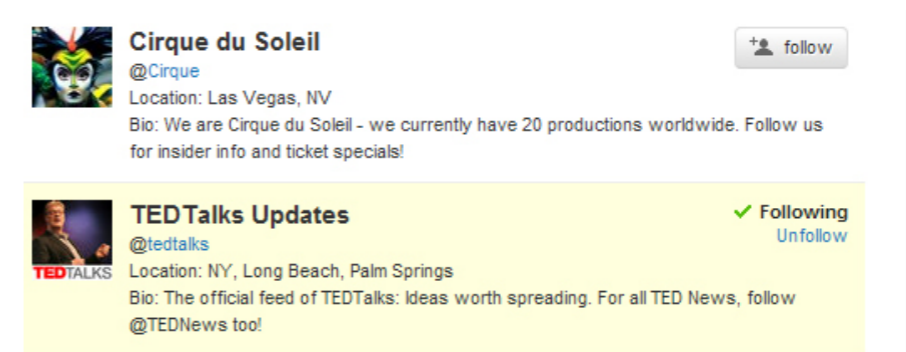 Cirque du Soleil
follow
@Cirque
Location: Las Vegas, NV
Bio: We are Cirque du Soleil - we currently have 20 productions worldwide. Follow us
for insider info and ticket specials!
TEDTalks Updates
Following
@tedtalks
Unfollow
TEDTALKS
Location: NY, Long Beach, Palm Springs
Bio: The official feed of TEDTalks: Ideas worth spreading. For all TED News, follow
@TEDNews too!